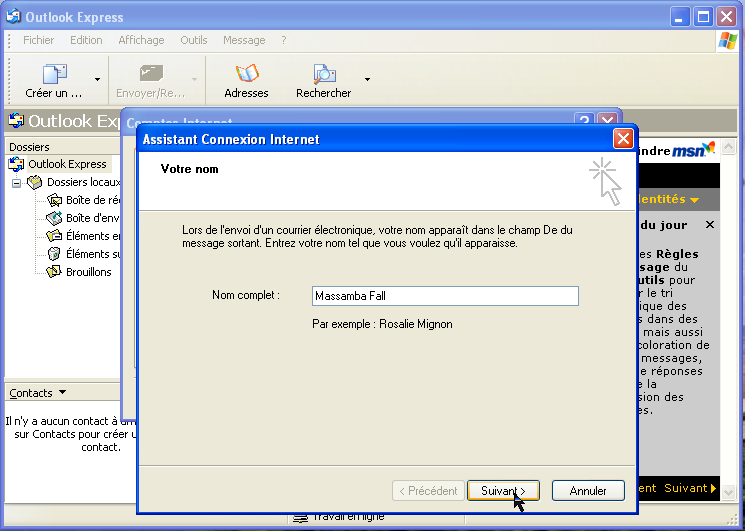 Outlook Express
Fichier Edition Affichage Outils Message ?
Créer un ... Envoyer/Re... Adresses Rechercher
Outlook Ex
Comptes Internet
Dossiers
Outlook Express
Dossiers locaux
Boîte de ré
Boîte d'env
Éléments en
Éléments su
Brouillons
Contacts
Il n'y a aucun contact à
sur Contacts pour créer u
contact.
Assistant Connexion Internet
Votre nom
Lors de l'envoi d'un courrier électronique, votre nom apparaît dans le champ De du
message sortant. Entrez votre nom tel que vous voulez qu'il apparaisse.
Nom complet :
Massamba Fall
Par exemple : Rosalie Mignon
< Précédent Suivant > Annuler
indre msn
entités
du jour
es Règles
sage du
utils pour
r le tri
ique des
s dans des
mais aussi
coloration de
messages,
e réponses
e la
sion des
es.
ent Suivant
Travail en ligne